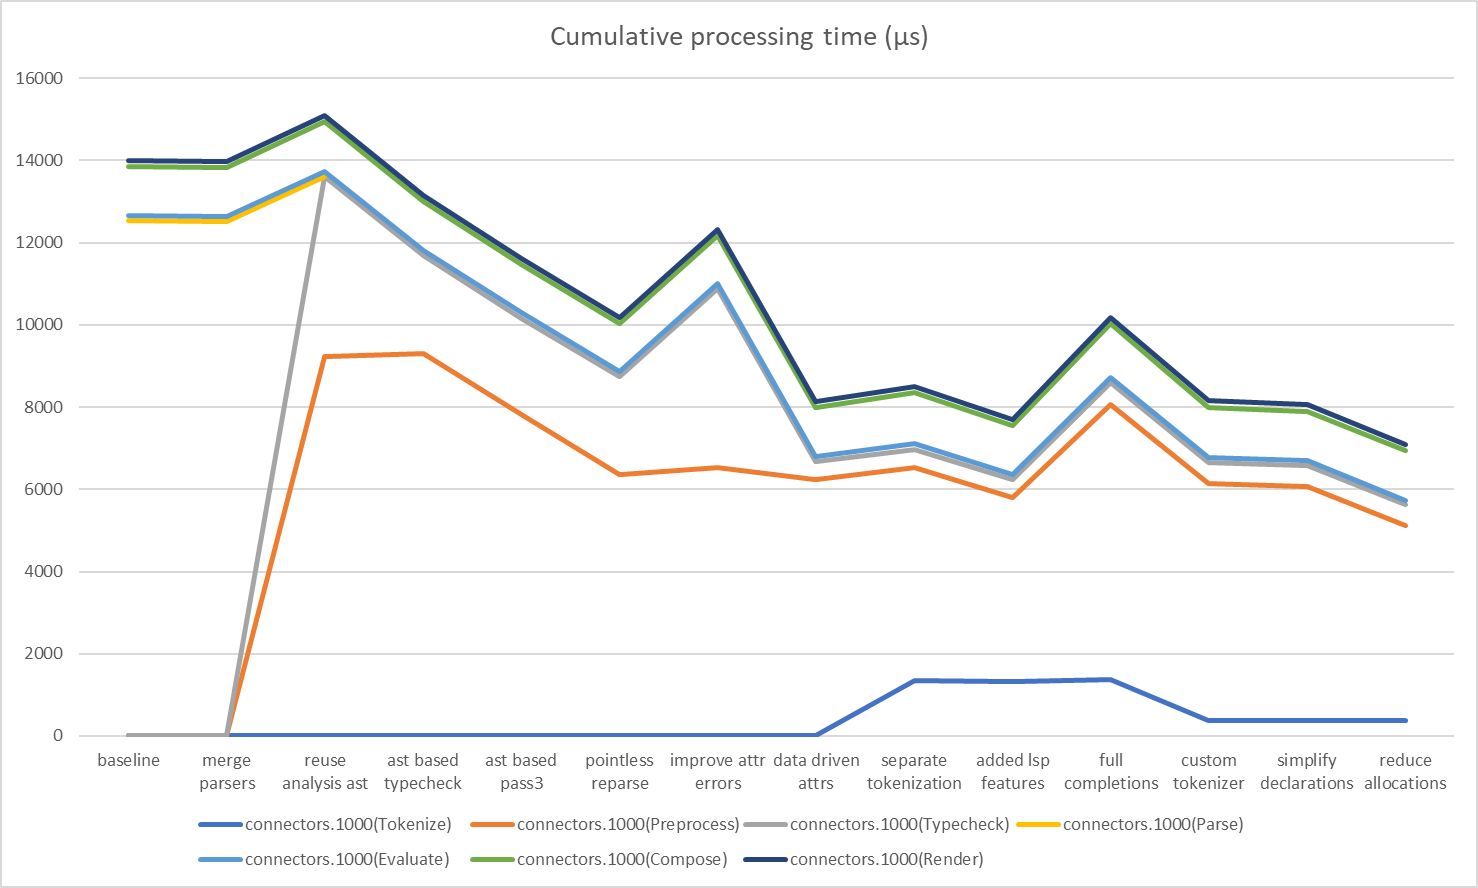 Cumulative processing time (µs)
16000
14000
12000
10000
8000
6000
4000
2000
0
baseline
merge
parsers
reuse
analysis ast
ast based
typecheck
ast based
pass3
pointless
reparse
improve attr
errors
data driven
attrs
separate
tokenization
added lsp
features
full
completions
custom
tokenizer
simplify
declarations
reduce
allocations
connectors.1000(Tokenize)
connectors.1000(Preprocess)
connectors.1000(Typecheck)
connectors.1000(Parse)
connectors.1000(Evaluate)
connectors.1000(Compose)
connectors.1000(Render)